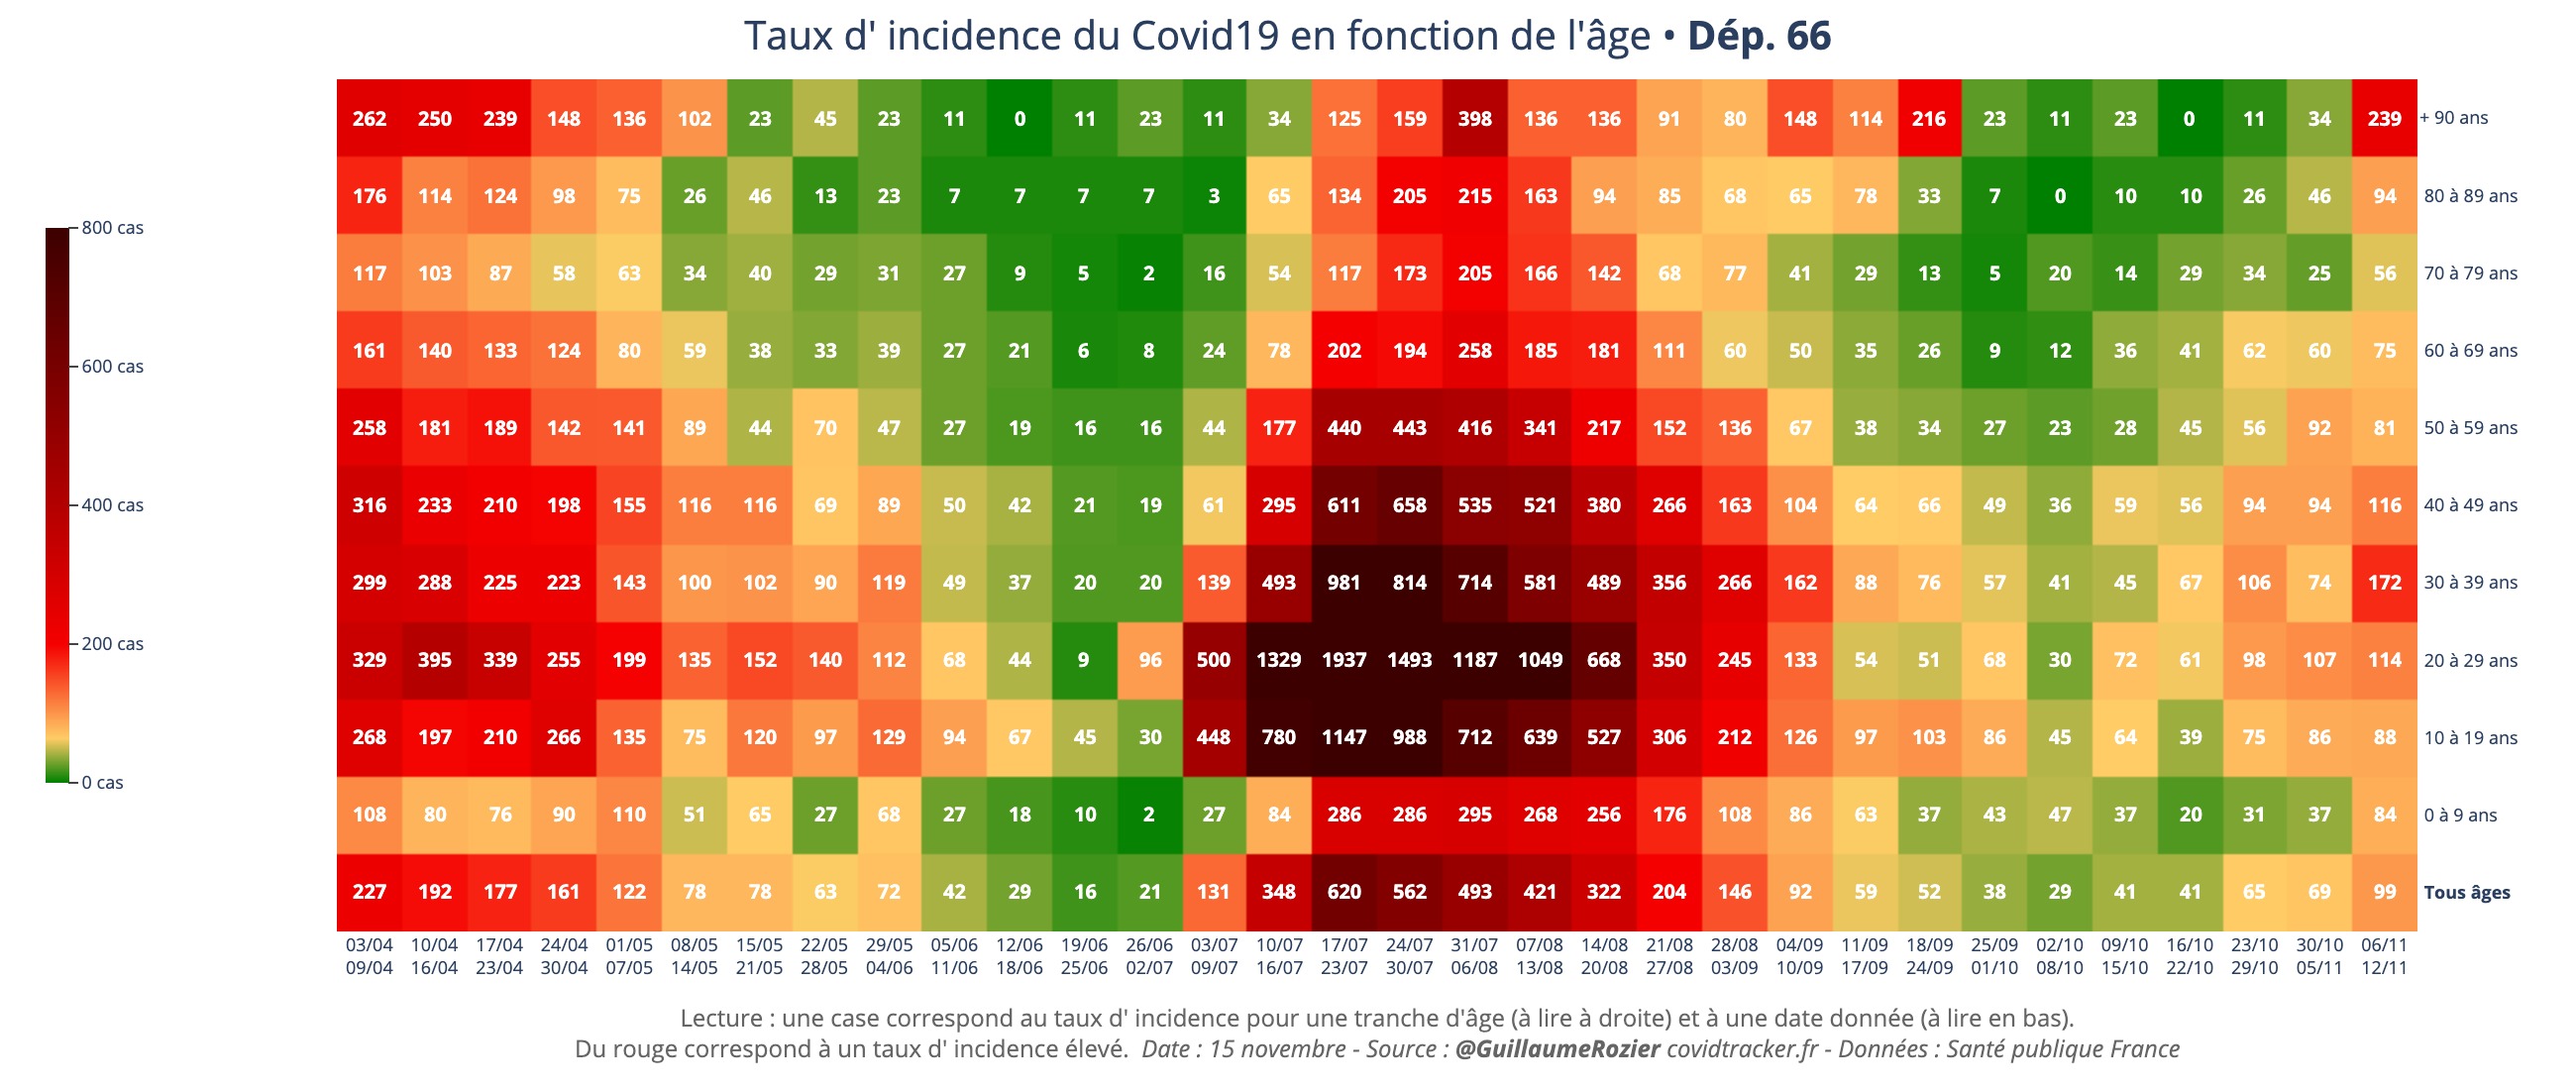 Taux d' incidence du Covid19 en fonction de l'âge • Dép. 66
262 250 239 148 136 102 23 45 23 11 0 11 23 11 34 125 159 398 136 136 91 80 148 114 216 23 11 23 0 11 34 239 + 90 ans
176 114 124 98 75 26 46 13 23 7 7 7 7 3 65 134 205 215 163 94 85 68 65 78 33 7 0 10 10 26 46 94 80 à 89 ans
800 cas
117 103 87 58 63 34 40 29 31 27 9 5 2 16 54 117 173 205 166 142 68 77 41 29 13 5 20 14 29 34 25 56 70 à 79 ans
161 140 133 124 80 59 38 33 39 27 21 6 8 24 78 202 194 258 185 181 111 60 50 35 26 9 12 36 41 62 60 75 60 à 69 ans
600 cas
258 181 189 142 141 89 44 70 47 27 19 16 16 44 177 440 443 416 341 217 152 136 67 38 34 27 23 28 45 56 92 81 50 à 59 ans
400 cas
316 233 210 198 155 116 116 69 89 50 42 21 19 61 295 611 658 535 521 380 266 163 104 64 66 49 36 59 56 94 94 116 40 à 49 ans
299 288 225 223 143 100 102 90 119 49 37 20 20 139 493 981 814 714 581 489 356 266 162 88 76 57 41 45 67 106 74 172 30 à 39 ans
200 cas
329 395 339 255 199 135 152 140 112 68 44 9 96 500 1329 1937 1493 1187 1049 668 350 245 133 54 51 68 30 72 61 98 107 114 20 à 29 ans
268 197 210 266 135 75 120 97 129 94 67 45 30 448 780 1147 988 712 639 527 306 212 126 97 103 86 45 64 39 75 86 88 10 à 19 ans
0 cas
108 80 76 90 110 51 65 27 68 27 18 10 2 27 84 286 286 295 268 256 176 108 86 63 37 43 47 37 20 31 37 84 0 à 9 ans
227 192 177 161 122 78 78 63 72 42 29 16 21 131 348 620 562 493 421 322 204 146 92 59 52 38 29 41 41 65 69 99 Tous âges
03/04 10/04 17/04 24/04 01/05 08/05 15/05 22/05 29/05 05/06 12/06 19/06 26/06 03/07 10/07 17/07 24/07 31/07 07/08 14/08 21/08 28/08 04/09 11/09 18/09 25/09 02/10 09/10 16/10 23/10 30/10 06/11
09/04 16/04 23/04 30/04 07/05 14/05 21/05 28/05 04/06 11/06 18/06 25/06 02/07 09/07 16/07 23/07 30/07 06/08 13/08 20/08 27/08 03/09 10/09 17/09 24/09 01/10 08/10 15/10 22/10 29/10 05/11 12/11
Lecture : une case correspond au taux d' incidence pour une tranche d'âge (à lire à droite) et à une date donnée (à lire en bas).
Du rouge correspond à un taux d' incidence élevé. Date : 15 novembre - Source : @GuillaumeRozier covidtracker.fr - Données : Santé publique France